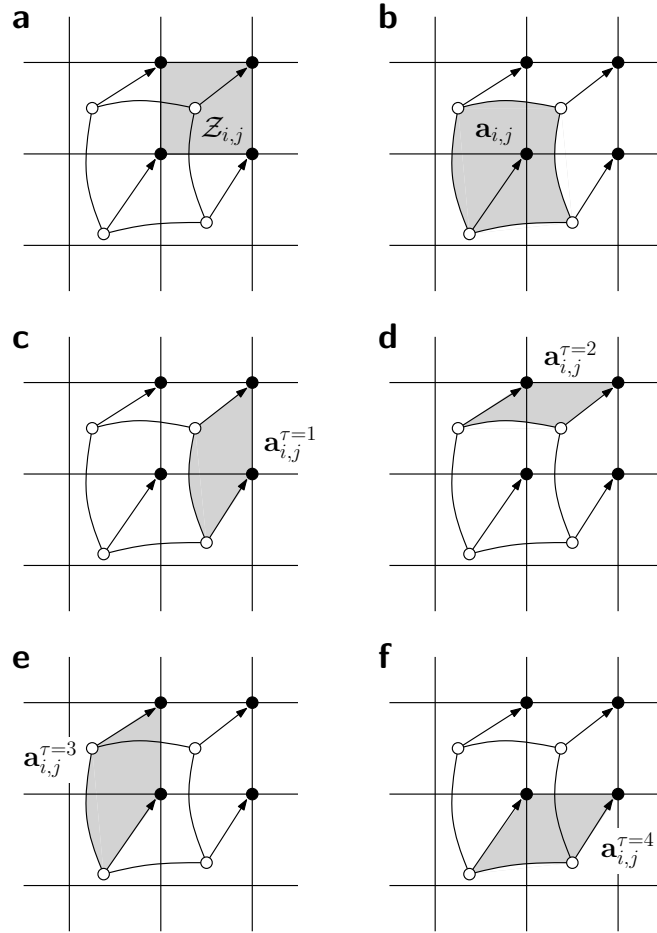 a
𝒵_{i,j}
b
𝐚_{i,j}
c
𝐚_{i,j}^{τ=1}
d
𝐚_{i,j}^{τ=2}
e
𝐚_{i,j}^{τ=3}
f
𝐚_{i,j}^{τ=4}